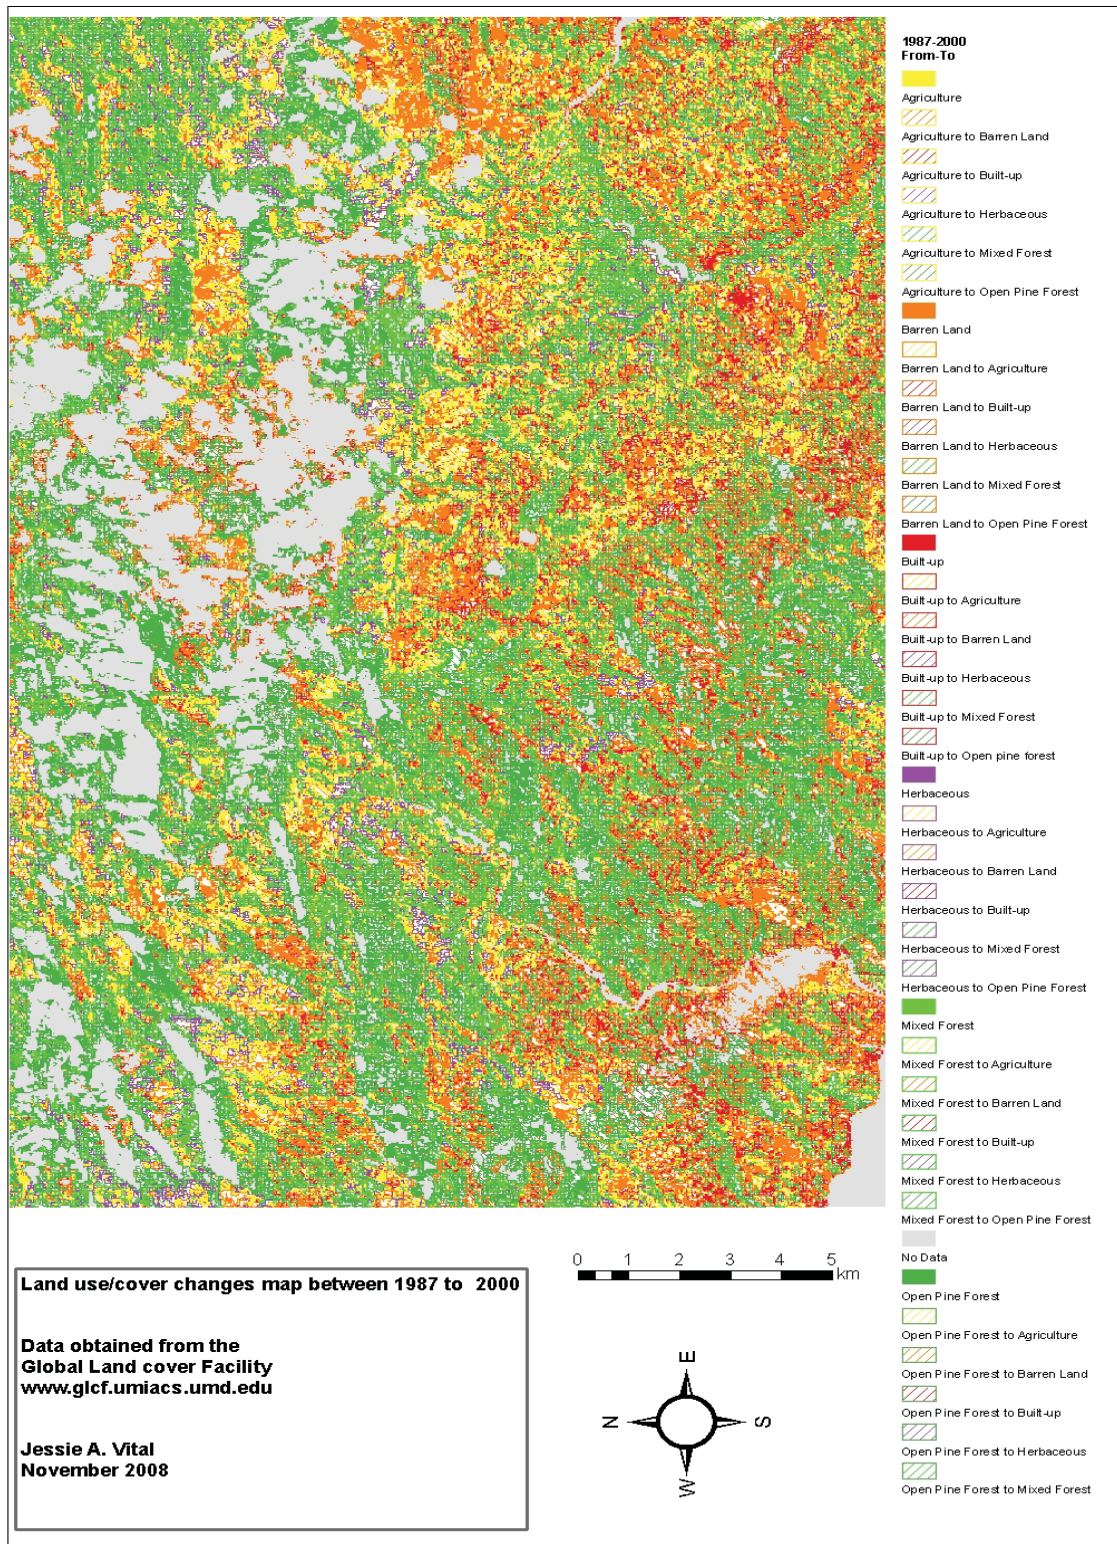 1987-2000
From-To
Agriculture
Agriculture to Barren Land
Agriculture to Built-up
Agriculture to Herbaceous
Agriculture to Mixed Forest
Agriculture to Open Pine Forest
Barren Land
Barren Land to Agriculture
Barren Land to Built-up
Barren Land to Herbaceous
Barren Land to Mixed Forest
Barren Land to Open Pine Forest
Built-up
Built-up to Agriculture
Built-up to Barren Land
Built-up to Herbaceous
Built-up to Mixed Forest
Built-up to Open pine forest
Herbaceous
Herbaceous to Agriculture
Herbaceous to Barren Land
Herbaceous to Built-up
Herbaceous to Mixed Forest
Herbaceous to Open Pine Forest
Mixed Forest
Mixed Forest to Agriculture
Mixed Forest to Barren Land
Mixed Forest to Built-up
Mixed Forest to Herbaceous
Mixed Forest to Open Pine Forest
No Data
Open Pine Forest
Open Pine Forest to Agriculture
Open Pine Forest to Barren Land
Open Pine Forest to Built-up
Open Pine Forest to Herbaceous
Open Pine Forest to Mixed Forest
0 1 2 3 4 5
km
Land use/cover changes map between 1987 to 2000
Data obtained from the
Global Land cover Facility
www.glcf.umiacs.umd.edu
Jessie A. Vital
November 2008
E
N
S
W